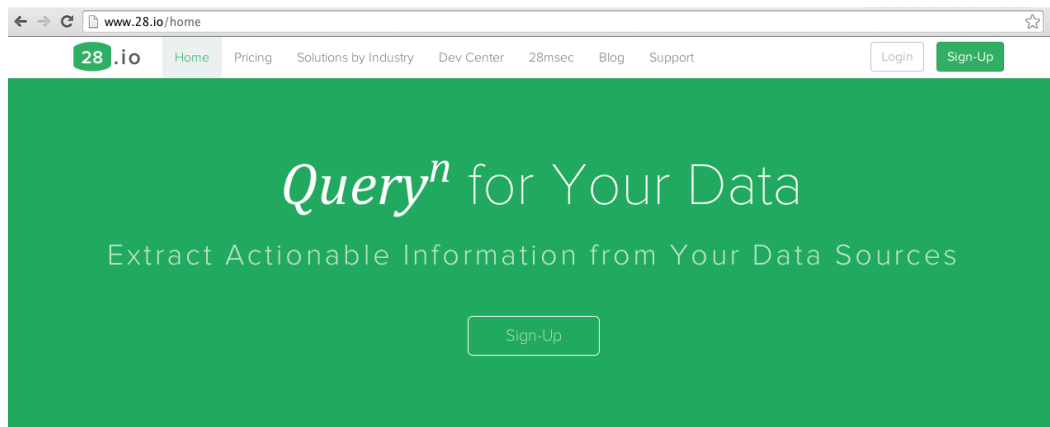 www.28.io/home
28.io Home Pricing Solutions by Industry Dev Center 28msec Blog Support Login Sign-Up
Queryⁿ for Your Data
Extract Actionable Information from Your Data Sources
Sign-Up